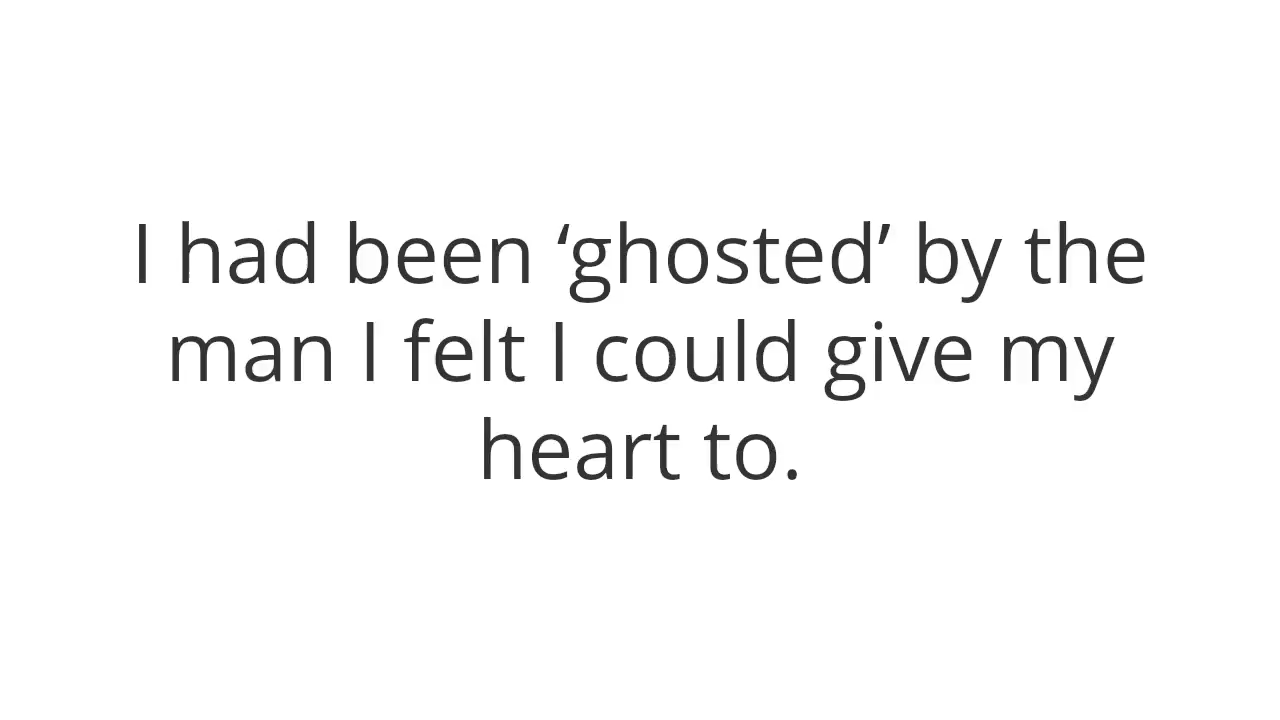 I had been ‘ghosted’ by the
man I felt I could give my
heart to.